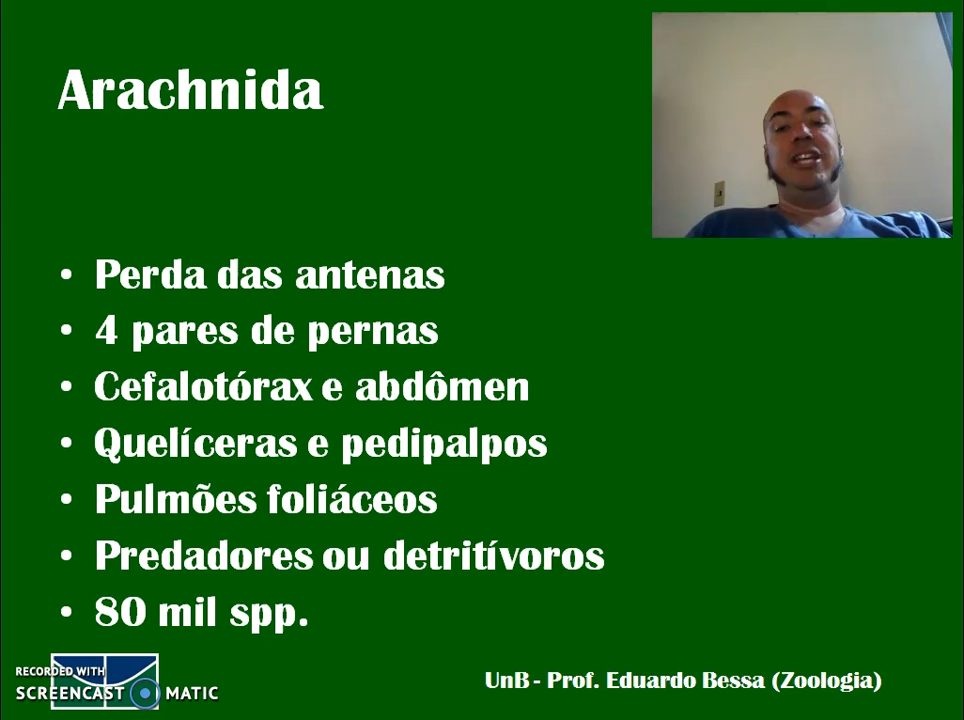 Arachnida
• Perda das antenas
• 4 pares de pernas
• Cefalotórax e abdômen
• Quelíceras e pedipalpos
• Pulmões foliáceos
• Predadores ou detritívoros
• 80 mil spp.
RECORDED WITH
SCREENCAST MATIC
UnB - Prof. Eduardo Bessa (Zoologia)